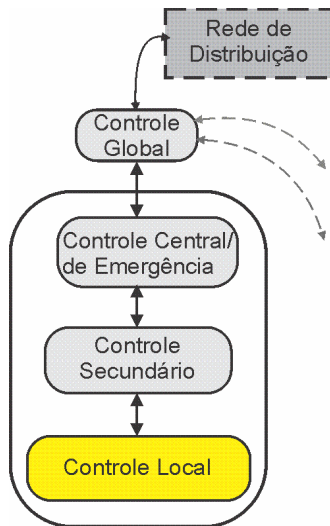 Rede de
Distribuição
Controle
Global
Controle Central/
de Emergência
Controle
Secundário
Controle Local